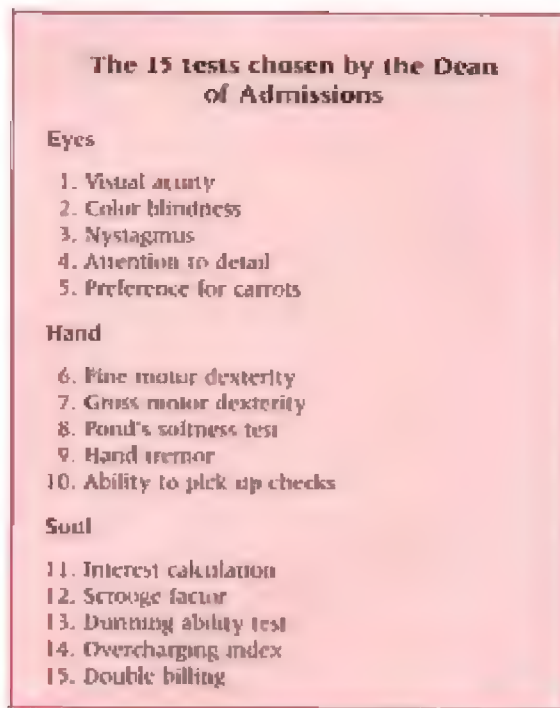 The 15 tests chosen by the Dean
of Admissions
Eyes
1. Visual acuity
2. Color blindness
3. Nystagmus
4. Attention to detail
5. Preference for carrots
Hand
6. Fine motor dexterity
7. Gross motor dexterity
8. Pond's softness test
9. Hand tremor
10. Ability to pick up checks
Soul
11. Interest calculation
12. Scrooge factor
13. Dunning ability test
14. Overcharging index
15. Double billing